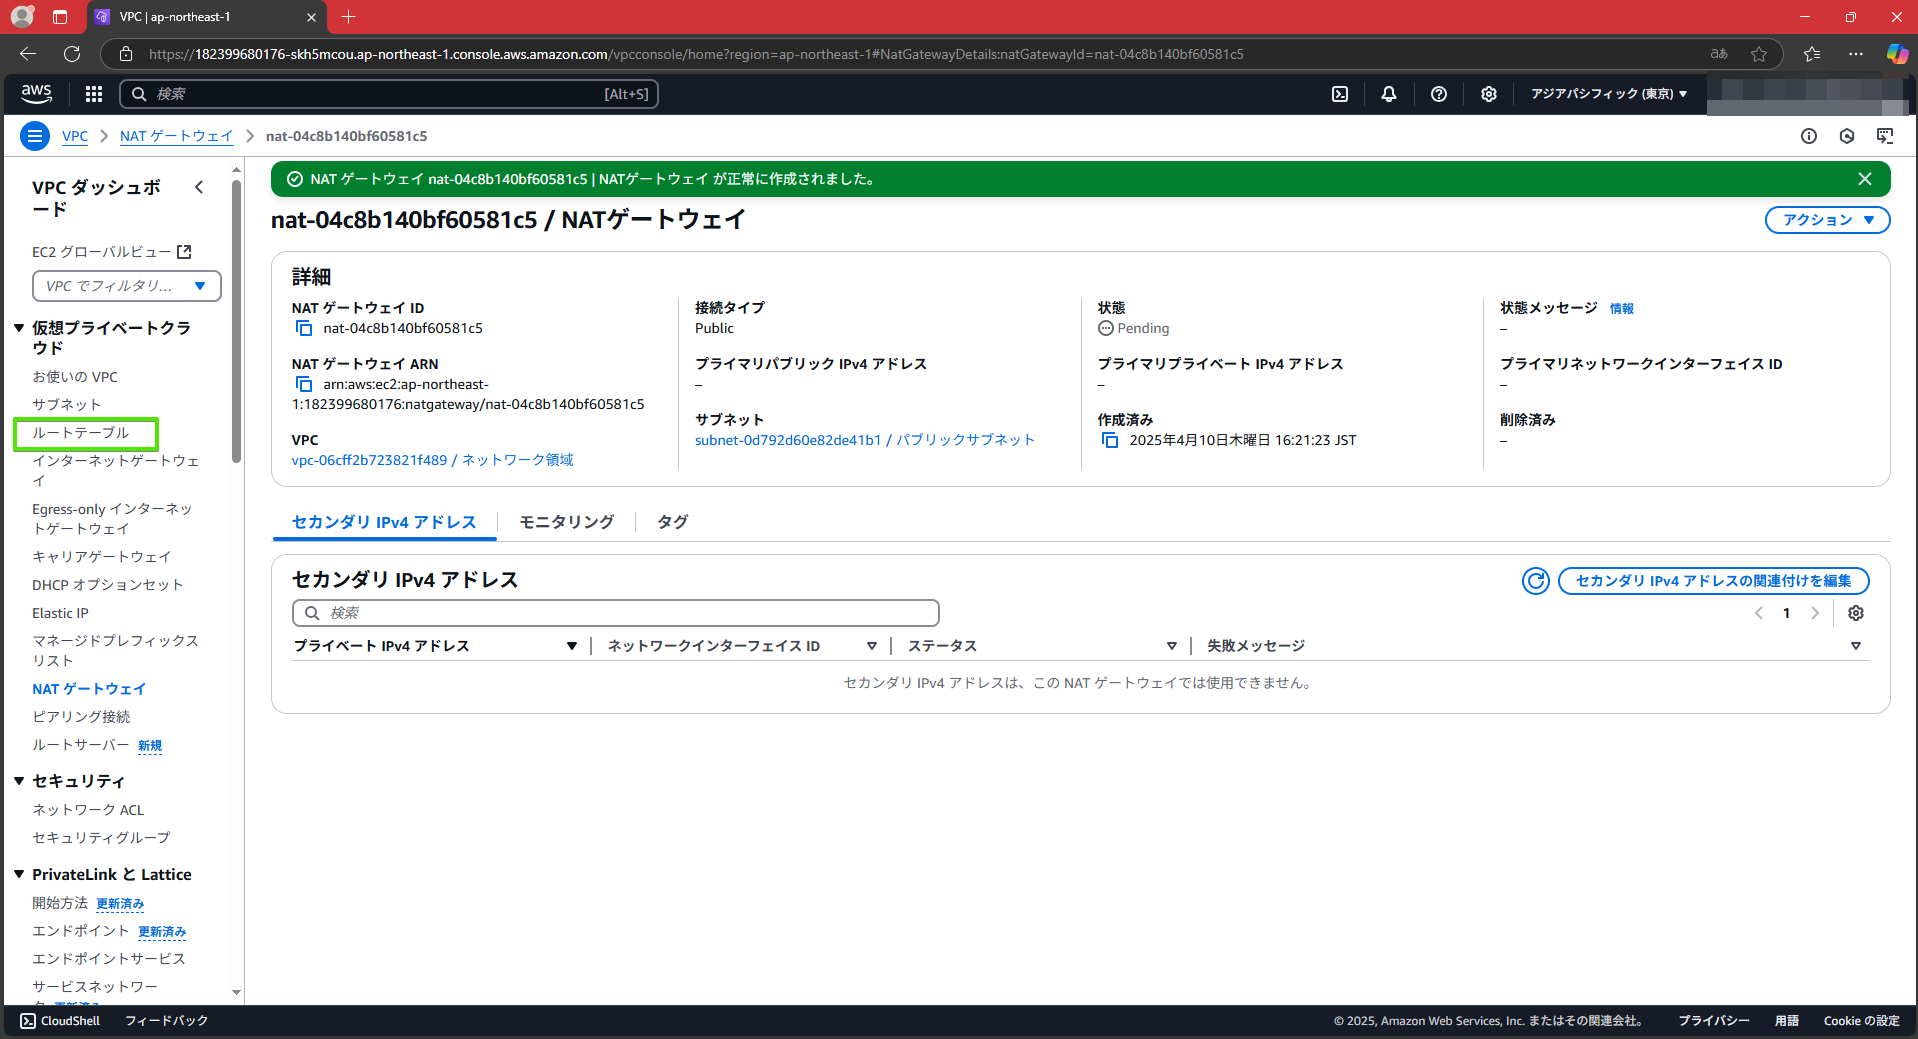 VPC | ap-northeast-1
https://182399680176-skh5mcou.ap-northeast-1.console.aws.amazon.com/vpcconsole/home?region=ap-northeast-1#NatGatewayDetails:natGatewayId=nat-04c8b140bf60581c5
aあ
aws
検索
[Alt+S]
アジアパシフィック (東京)
VPC
NAT ゲートウェイ
nat-04c8b140bf60581c5
VPC ダッシュボ
ード
EC2 グローバルビュー
VPC でフィルタリ...
仮想プライベートクラ
ウド
お使いの VPC
サブネット
ルートテーブル
インターネットゲートウェ
イ
Egress-only インターネッ
トゲートウェイ
キャリアゲートウェイ
DHCP オプションセット
Elastic IP
マネージドプレフィックス
リスト
NAT ゲートウェイ
ピアリング接続
ルートサーバー 新規
セキュリティ
ネットワーク ACL
セキュリティグループ
PrivateLink と Lattice
開始方法 更新済み
エンドポイント 更新済み
エンドポイントサービス
サービスネットワー
ク 更新済み
NAT ゲートウェイ nat-04c8b140bf60581c5 | NATゲートウェイ が正常に作成されました。
nat-04c8b140bf60581c5 / NATゲートウェイ
アクション
詳細
NAT ゲートウェイ ID
nat-04c8b140bf60581c5
NAT ゲートウェイ ARN
arn:aws:ec2:ap-northeast-
1:182399680176:natgateway/nat-04c8b140bf60581c5
VPC
vpc-06cff2b723821f489 / ネットワーク領域
接続タイプ
Public
プライマリパブリック IPv4 アドレス
–
サブネット
subnet-0d792d60e82de41b1 / パブリックサブネット
状態
Pending
プライマリプライベート IPv4 アドレス
–
作成済み
2025年4月10日木曜日 16:21:23 JST
状態メッセージ 情報
–
プライマリネットワークインターフェイス ID
–
削除済み
–
セカンダリ IPv4 アドレス
モニタリング
タグ
セカンダリ IPv4 アドレス
セカンダリ IPv4 アドレスの関連付けを編集
検索
1
プライベート IPv4 アドレス
ネットワークインターフェイス ID
ステータス
失敗メッセージ
セカンダリ IPv4 アドレスは、この NAT ゲートウェイでは使用できません。
CloudShell
フィードバック
© 2025, Amazon Web Services, Inc. またはその関連会社。
プライバシー
用語
Cookie の設定